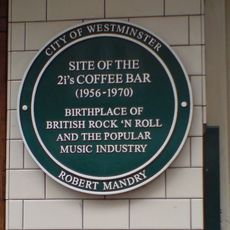 CITY OF WESTMINSTER
SITE OF THE
2i's COFFEE BAR
(1956-1970)
BIRTHPLACE OF
BRITISH ROCK 'N ROLL
AND THE POPULAR
MUSIC INDUSTRY
ROBERT MANDRY